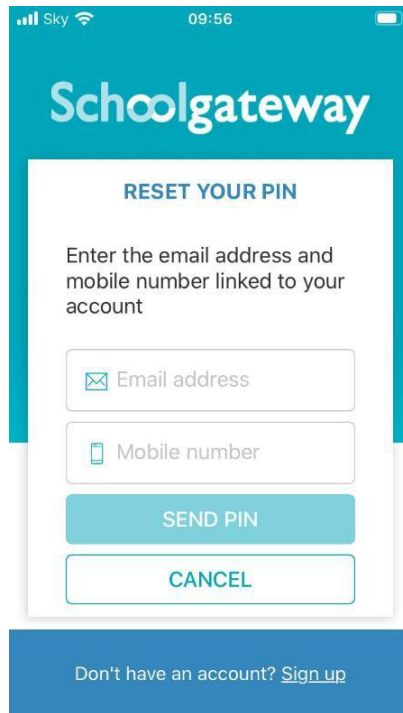 Sky 09:56
Schoolgateway
RESET YOUR PIN
Enter the email address and
mobile number linked to your
account
Email address
Mobile number
SEND PIN
CANCEL
Don't have an account? Sign up